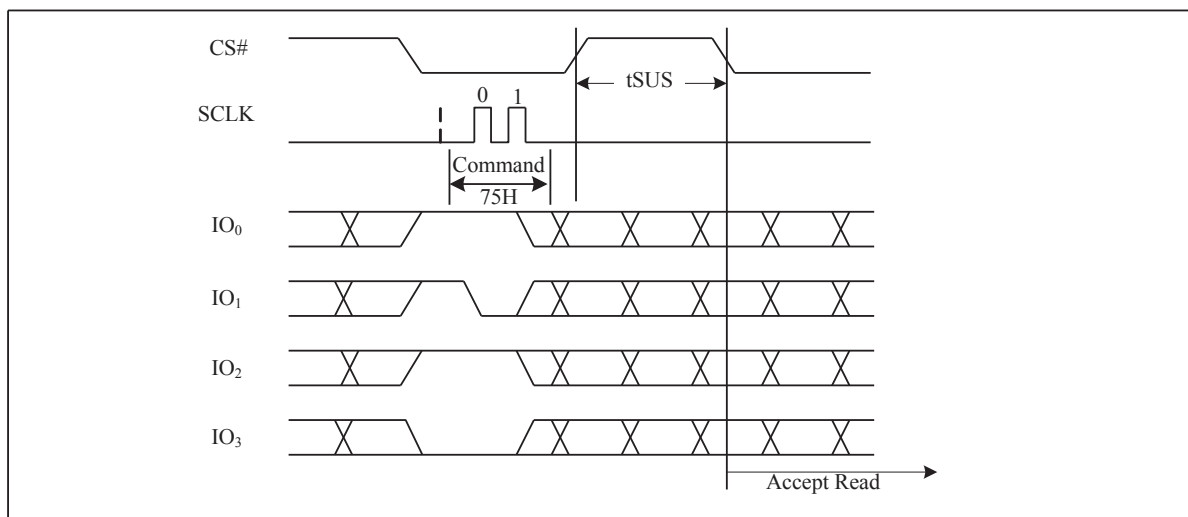 CS#
tSUS
0 1
SCLK
Command
75H
IO₀
IO₁
IO₂
IO₃
Accept Read